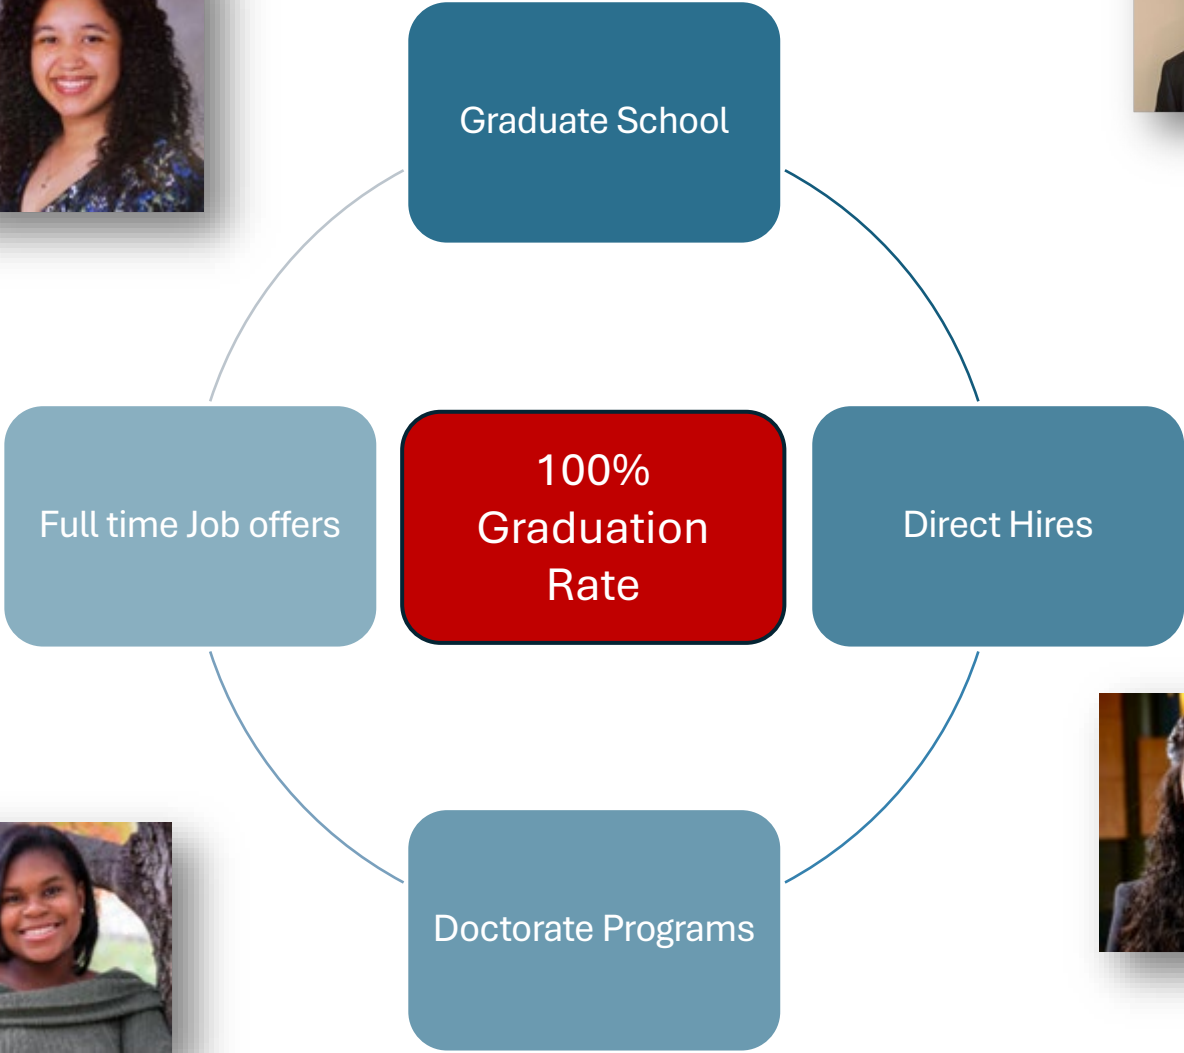 Graduate School
Full time Job offers
100%
Graduation
Rate
Direct Hires
Doctorate Programs